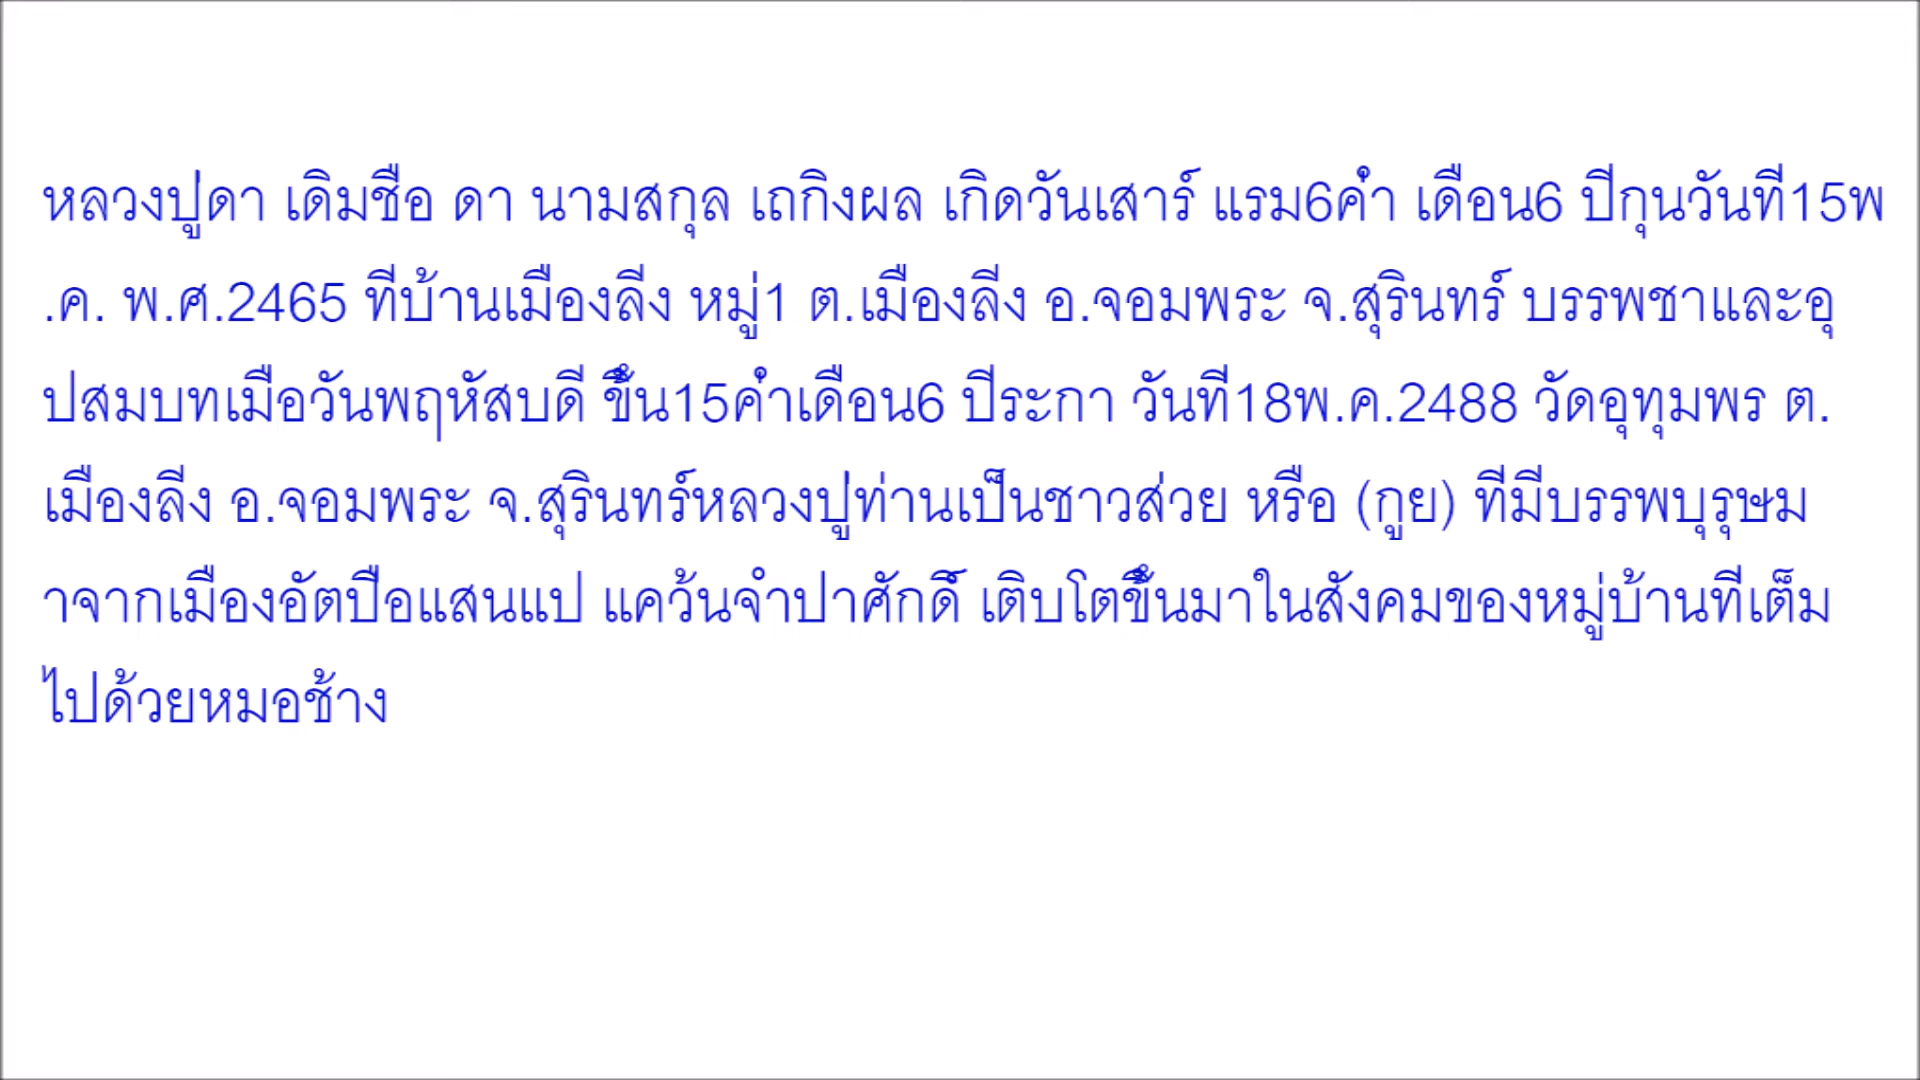 หลวงปู่ดา เดิมชื่อ ดา นามสกุล เถกิงผล เกิดวันเสาร์ แรม6ค่ำ เดือน6 ปีกุนวันที่15พ
.ค. พ.ศ.2465 ที่บ้านเมืองลีง หมู่1 ต.เมืองลีง อ.จอมพระ จ.สุรินทร์ บรรพชาและอุ
ปสมบทเมื่อวันพฤหัสบดี ขึ้น15ค่ำเดือน6 ปีระกา วันที่18พ.ค.2488 วัดอุทุมพร ต.
เมืองลีง อ.จอมพระ จ.สุรินทร์หลวงปู่ท่านเป็นชาวส่วย หรือ (กูย) ที่มีบรรพบุรุษม
าจากเมืองอัตปือแสนแป แคว้นจำปาศักดิ์ เติบโตขึ้นมาในสังคมของหมู่บ้านที่เต็ม
ไปด้วยหมอช้าง